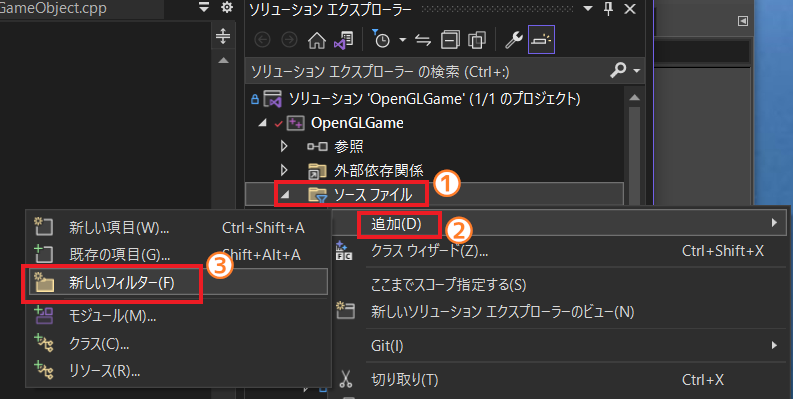 GameObject.cpp
ソリューション エクスプローラー
ソリューション エクスプローラー の検索 (Ctrl+:)
ソリューション 'OpenGLGame' (1/1 のプロジェクト)
OpenGLGame
参照
外部依存関係
ソース ファイル
①
追加(D)
②
クラス ウィザード(Z)... Ctrl+Shift+X
ここまでスコープ指定する(S)
新しいソリューション エクスプローラーのビュー(N)
Git(I)
切り取り(T) Ctrl+X
新しい項目(W)... Ctrl+Shift+A
既存の項目(G)... Shift+Alt+A
③
新しいフィルター(F)
モジュール(M)...
クラス(C)...
リソース(R)...